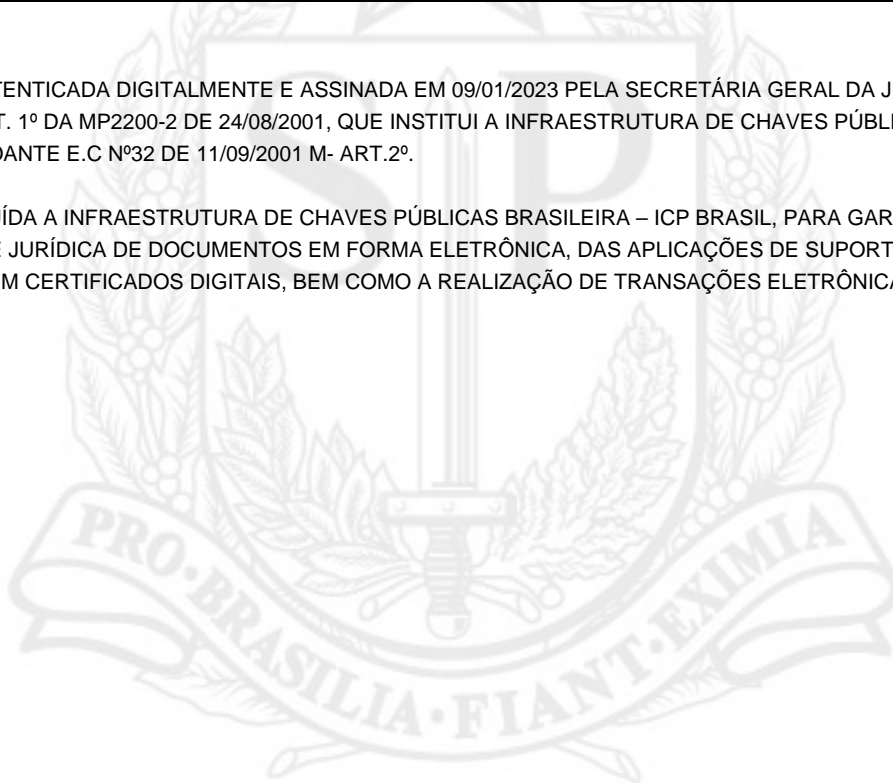 TENTICADA DIGITALMENTE E ASSINADA EM 09/01/2023 PELA SECRETÁRIA GERAL DA J
T. 1º DA MP2200-2 DE 24/08/2001, QUE INSTITUI A INFRAESTRUTURA DE CHAVES PÚBL
DANTE E.C Nº32 DE 11/09/2001 M- ART.2º.
ÍDA A INFRAESTRUTURA DE CHAVES PÚBLICAS BRASILEIRA – ICP BRASIL, PARA GAR
E JURÍDICA DE DOCUMENTOS EM FORMA ELETRÔNICA, DAS APLICAÇÕES DE SUPORT
M CERTIFICADOS DIGITAIS, BEM COMO A REALIZAÇÃO DE TRANSAÇÕES ELETRÔNICA
SP
PRO·BRASILIA·FIANT·EXIMIA